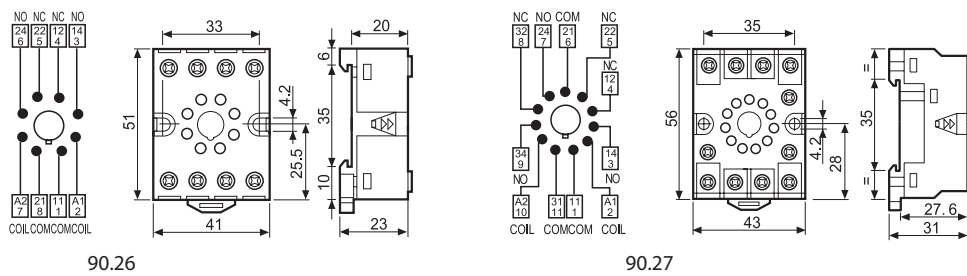 NO NC NC NO
24 22 12 14
6 5 4 3
A2 21 11 A1
7 8 1 2
COIL COM COM COIL
33
51
4.2
25.5
41
20
6
35
10
23
90.26
NC NO COM NC
32 24 21 22
8 7 6 5
NC
12
4
34
9
NO
14
3
NO
A2 31 11 A1
10 11 1 2
COIL COM COM COIL
35
56
4.2
28
43
=
35
=
27.6
31
90.27